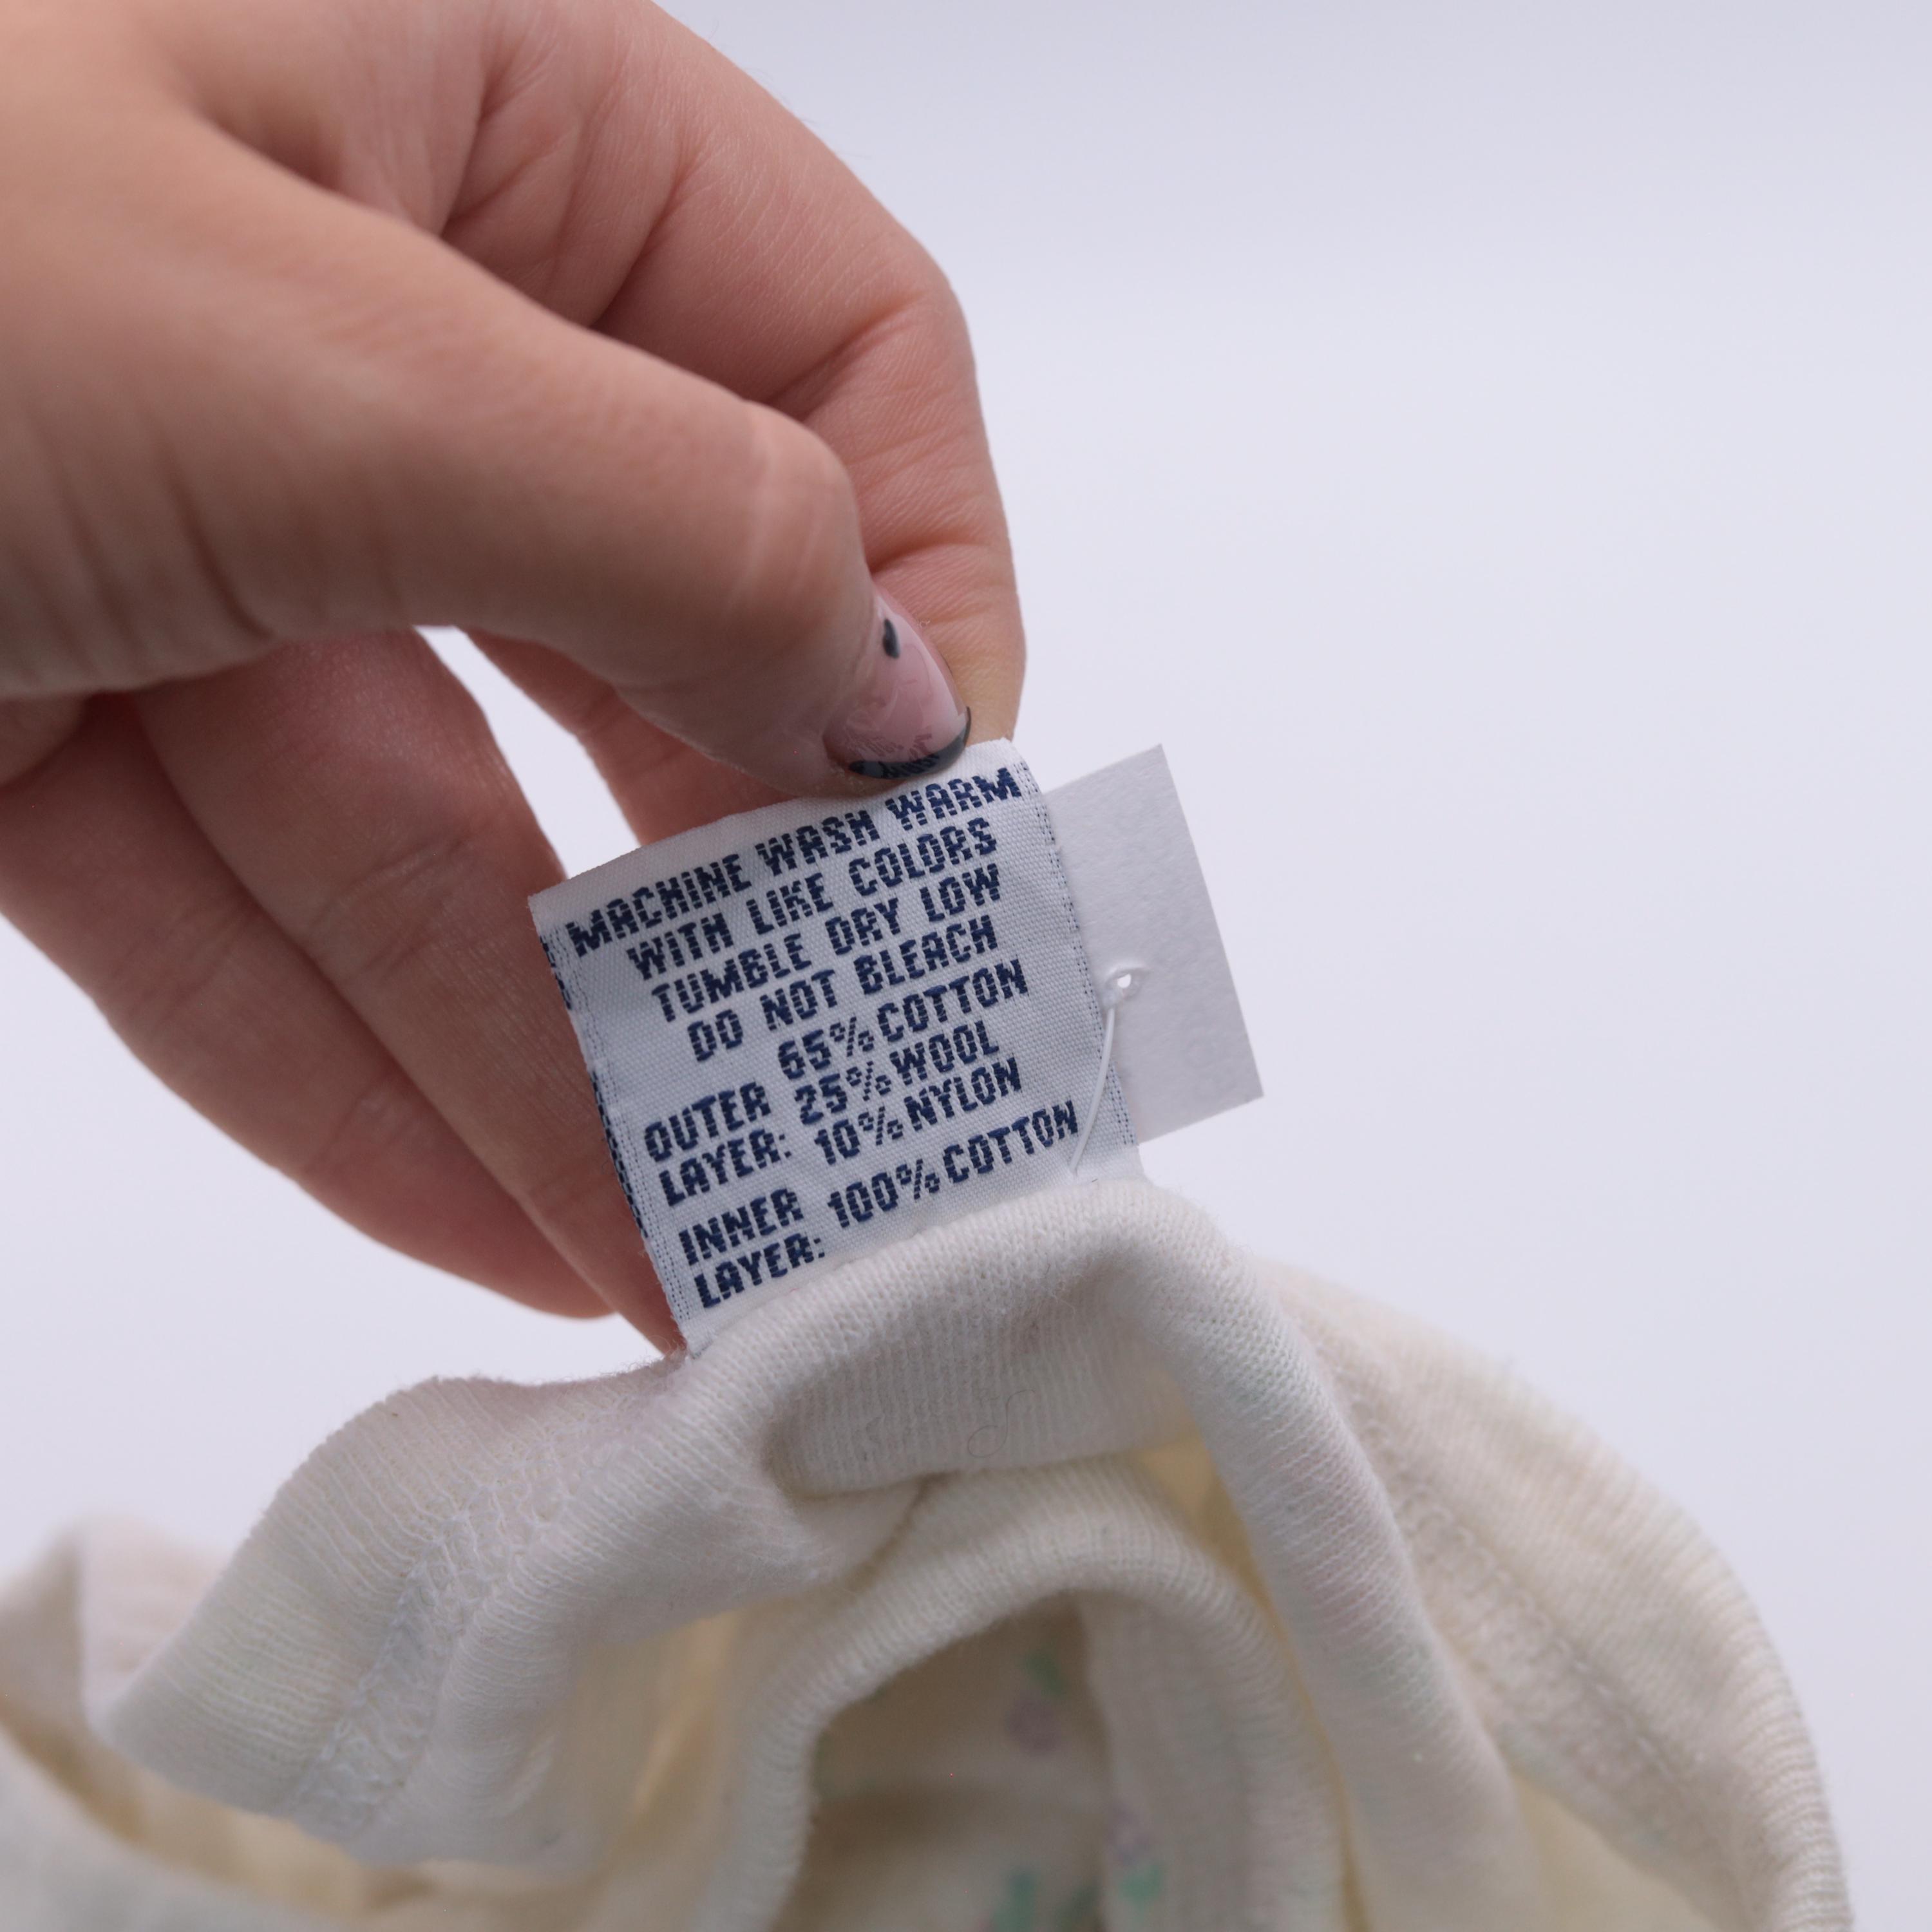 MACHINE WASH WARM
WITH LIKE COLORS
TUMBLE DRY LOW
DO NOT BLEACH
65% COTTON
OUTER 25% WOOL
LAYER: 10% NYLON
INNER 100% COTTON
LAYER: